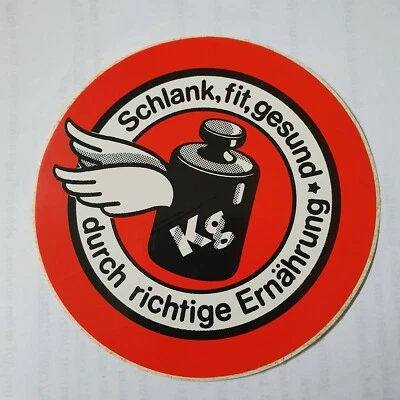 Schlank, fit, gesund ★
durch richtige Ernährung
Kg